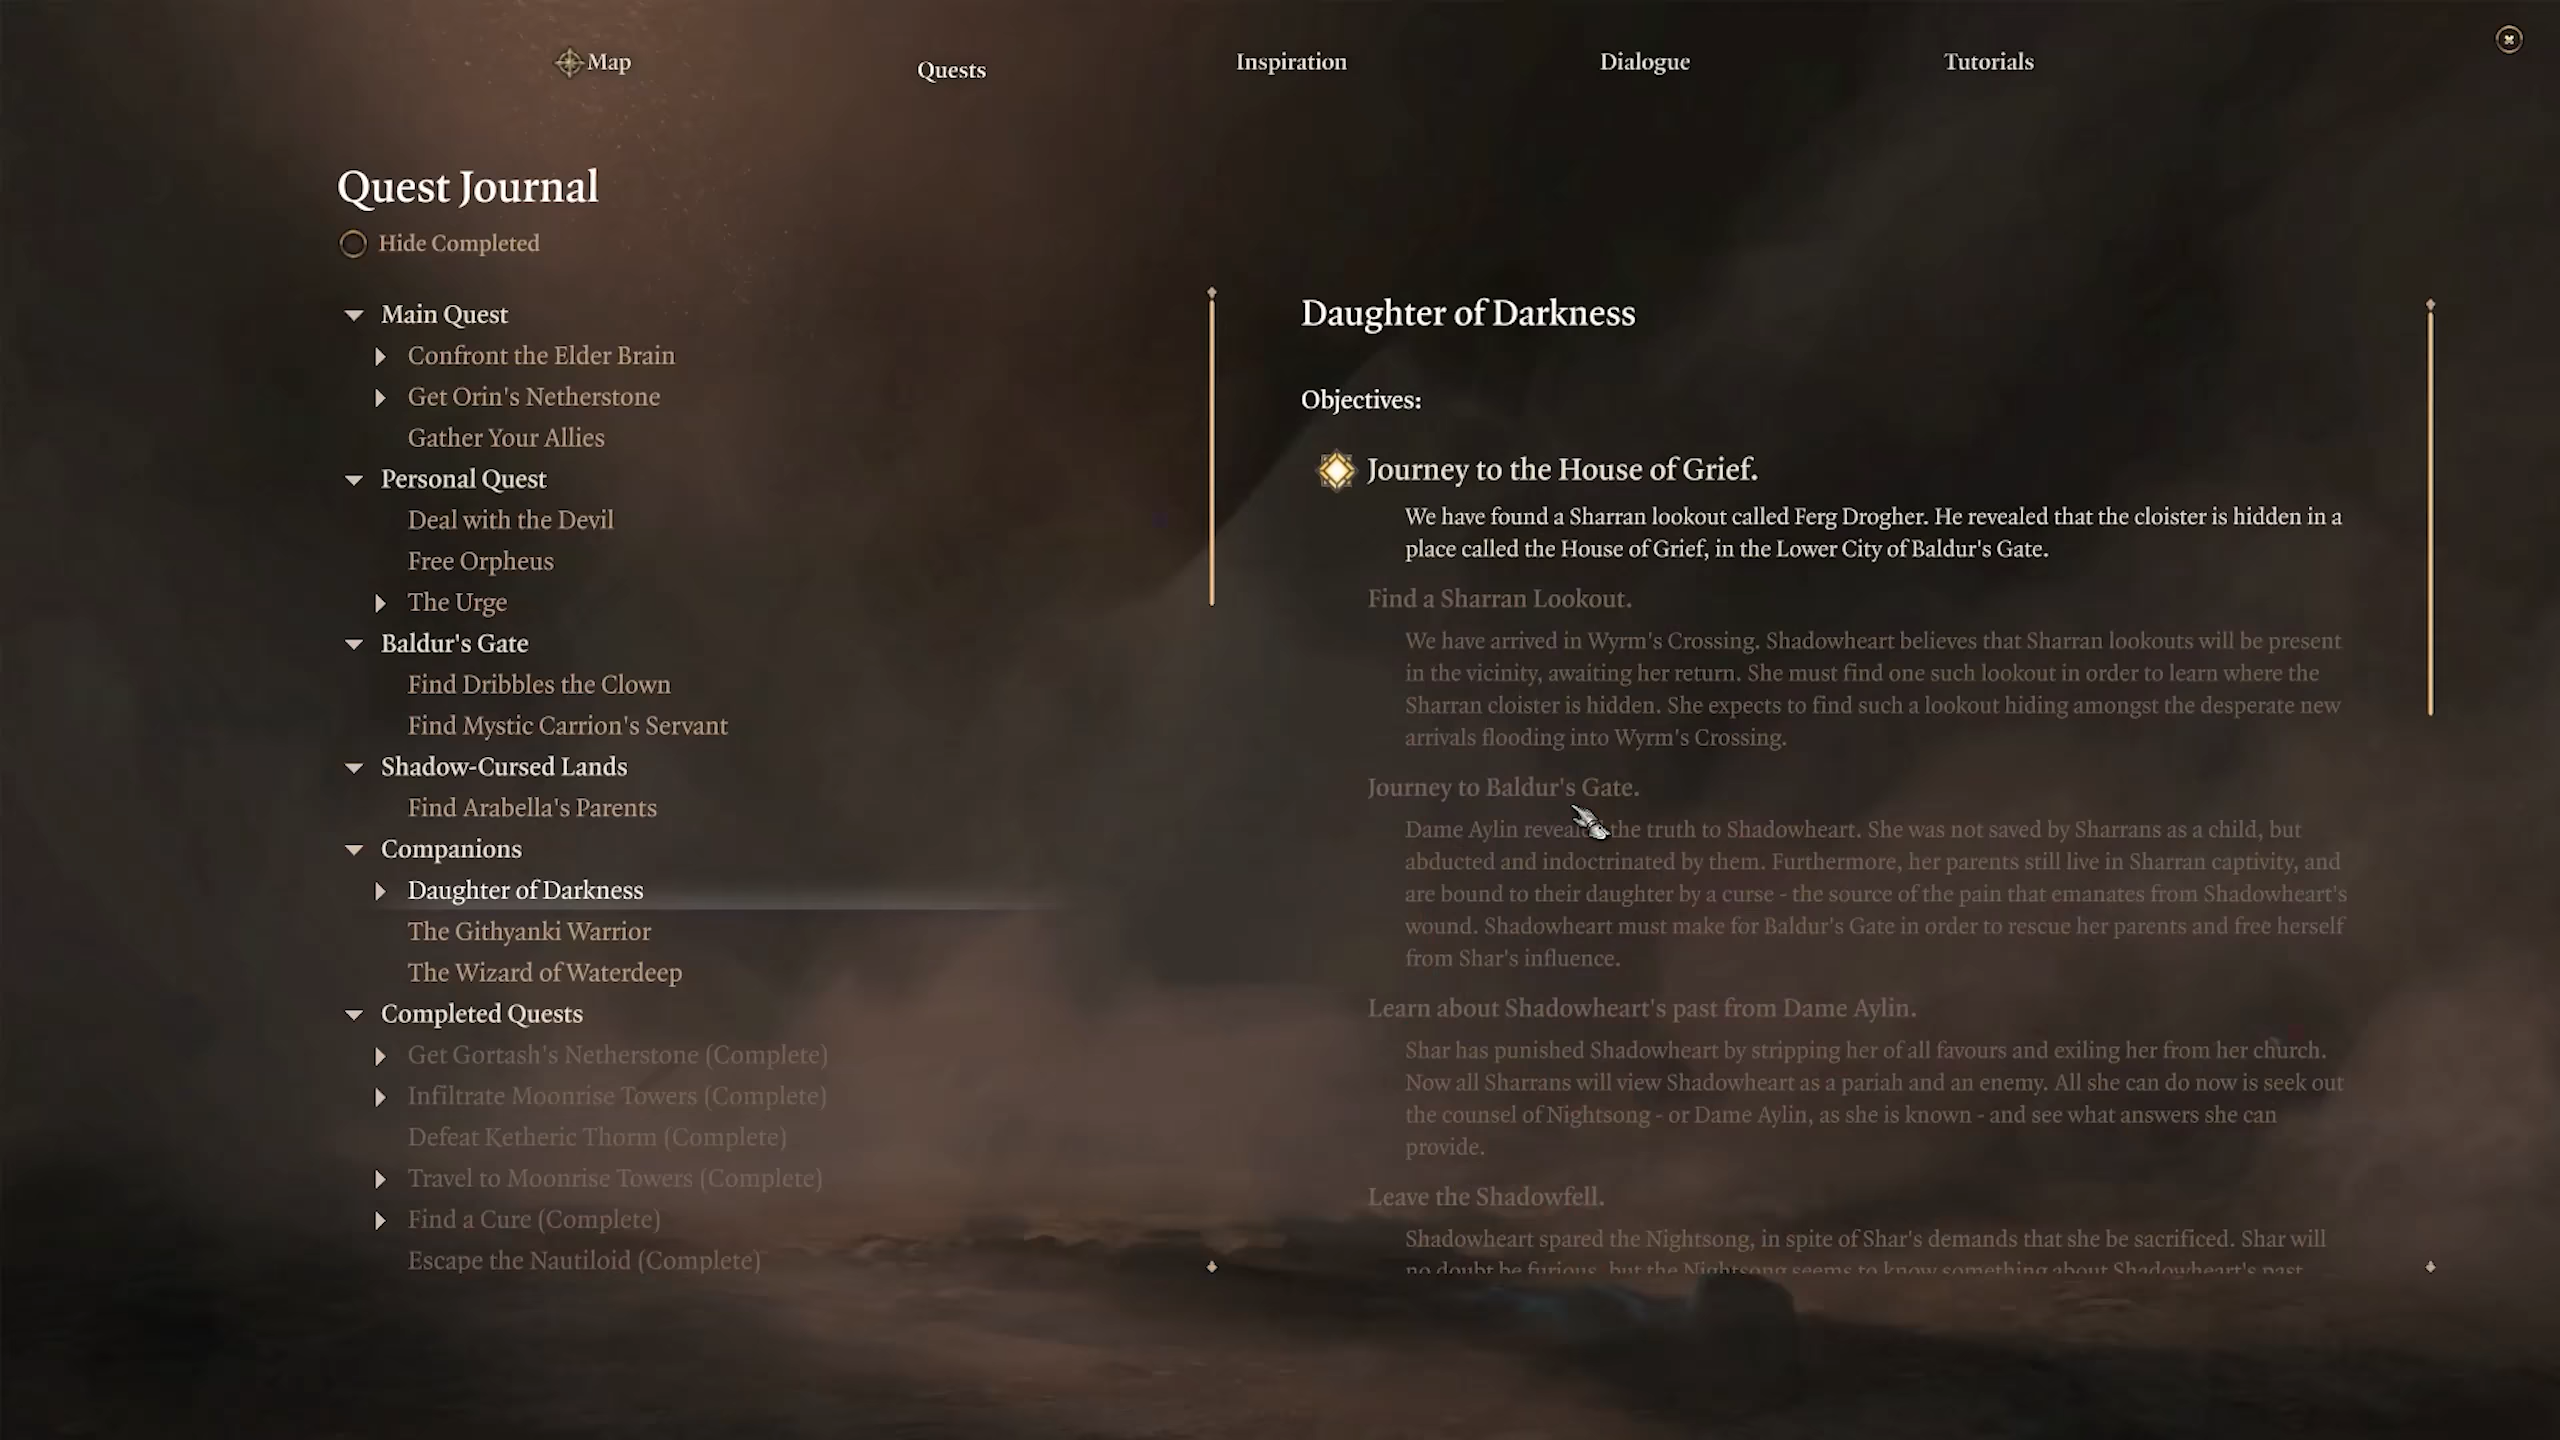 Map
Quests
Inspiration
Dialogue
Tutorials
Quest Journal
Hide Completed
Main Quest
Confront the Elder Brain
Get Orin's Netherstone
Gather Your Allies
Personal Quest
Deal with the Devil
Free Orpheus
The Urge
Baldur's Gate
Find Dribbles the Clown
Find Mystic Carrion's Servant
Shadow-Cursed Lands
Find Arabella's Parents
Companions
Daughter of Darkness
The Githyanki Warrior
The Wizard of Waterdeep
Completed Quests
Get Gortash's Netherstone (Complete)
Infiltrate Moonrise Towers (Complete)
Defeat Ketheric Thorm (Complete)
Travel to Moonrise Towers (Complete)
Find a Cure (Complete)
Escape the Nautiloid (Complete)
Daughter of Darkness
Objectives:
Journey to the House of Grief.
We have found a Sharran lookout called Ferg Drogher. He revealed that the cloister is hidden in a
place called the House of Grief, in the Lower City of Baldur's Gate.
Find a Sharran Lookout.
We have arrived in Wyrm's Crossing. Shadowheart believes that Sharran lookouts will be present
in the vicinity, awaiting her return. She must find one such lookout in order to learn where the
Sharran cloister is hidden. She expects to find such a lookout hiding amongst the desperate new
arrivals flooding into Wyrm's Crossing.
Journey to Baldur's Gate.
Dame Aylin the truth to Shadowheart. She was not saved by Sharrans as a child, but
abducted and indoctrinated by them. Furthermore, her parents still live in Sharran captivity, and
are bound to their daughter by a curse - the source of the pain that emanates from Shadowheart's
wound. Shadowheart must make for Baldur's Gate in order to rescue her parents and free herself
from Shar's influence.
Learn about Shadowheart's past from Dame Aylin.
Shar has punished Shadowheart by stripping her of all favours and exiling her from her church.
Now all Sharrans will view Shadowheart as a pariah and an enemy. All she can do now is seek out
the counsel of Nightsong - or Dame Aylin, as she is known - and see what answers she can
provide.
Leave the Shadowfell.
Shadowheart spared the Nightsong, in spite of Shar's demands that she be sacrificed. Shar will
no doubt be furious, but the Nightsong seems to know something about Shadowheart's past